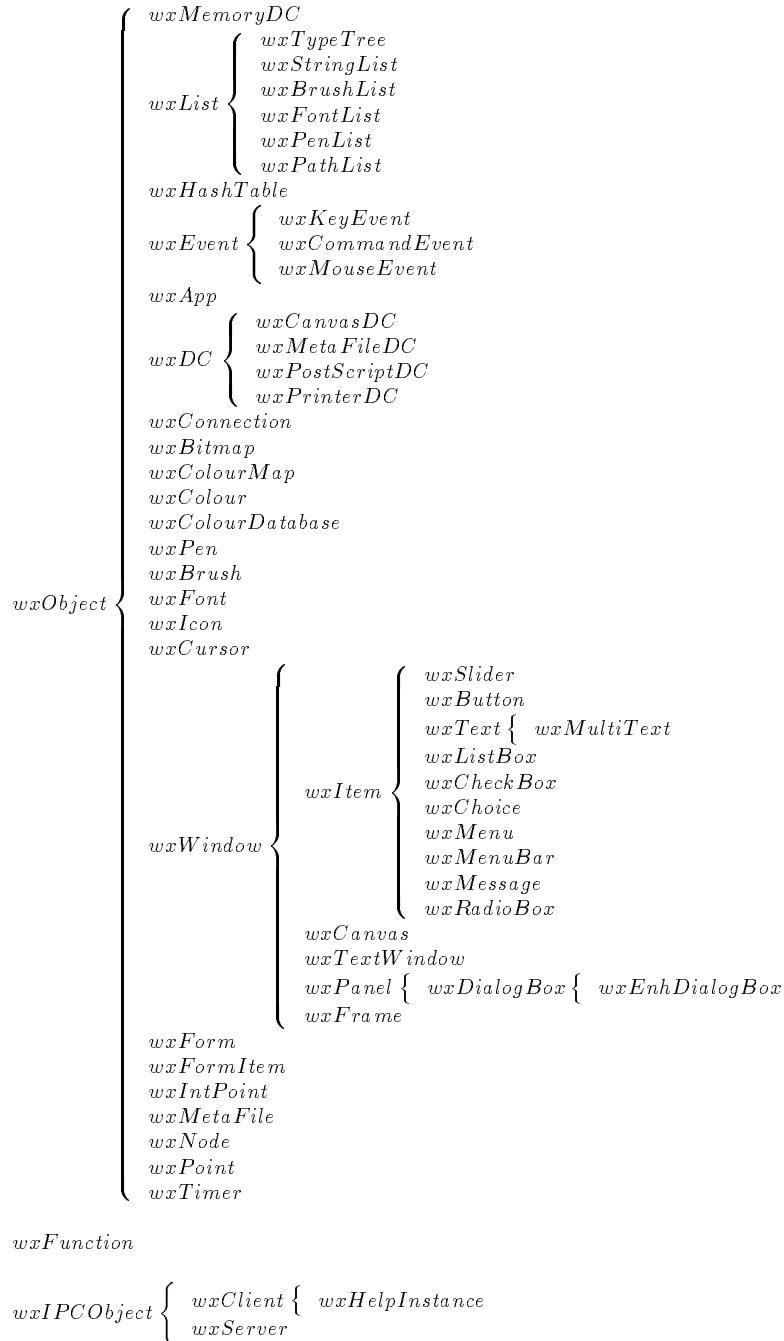 wxMemoryDC
wxTypeTree
wxStringList
wxBrushList
wxList
wxFontList
wxPenList
wxPathList
wxHashTable
wxKeyEvent
wxEvent wxCommandEvent
wxMouseEvent
wxApp
wxCanvasDC
wxMetaFileDC
wxDC
wxPostScriptDC
wxPrinterDC
wxConnection
wxBitmap
wxColourMap
wxColour
wxColourDatabase
wxPen
wxBrush
wxObject wxFont
wxIcon
wxCursor
wxSlider
wxButton
wxText { wxMultiText
wxListBox
wxCheckBox
wxItem
wxChoice
wxMenu
wxWindow
wxMenuBar
wxMessage
wxRadioBox
wxCanvas
wxTextWindow
wxPanel { wxDialogBox { wxEnhDialogBox
wxFrame
wxForm
wxFormItem
wxIntPoint
wxMetaFile
wxNode
wxPoint
wxTimer
wxFunction
wxIPCObject { wxClient { wxHelpInstance
wxServer